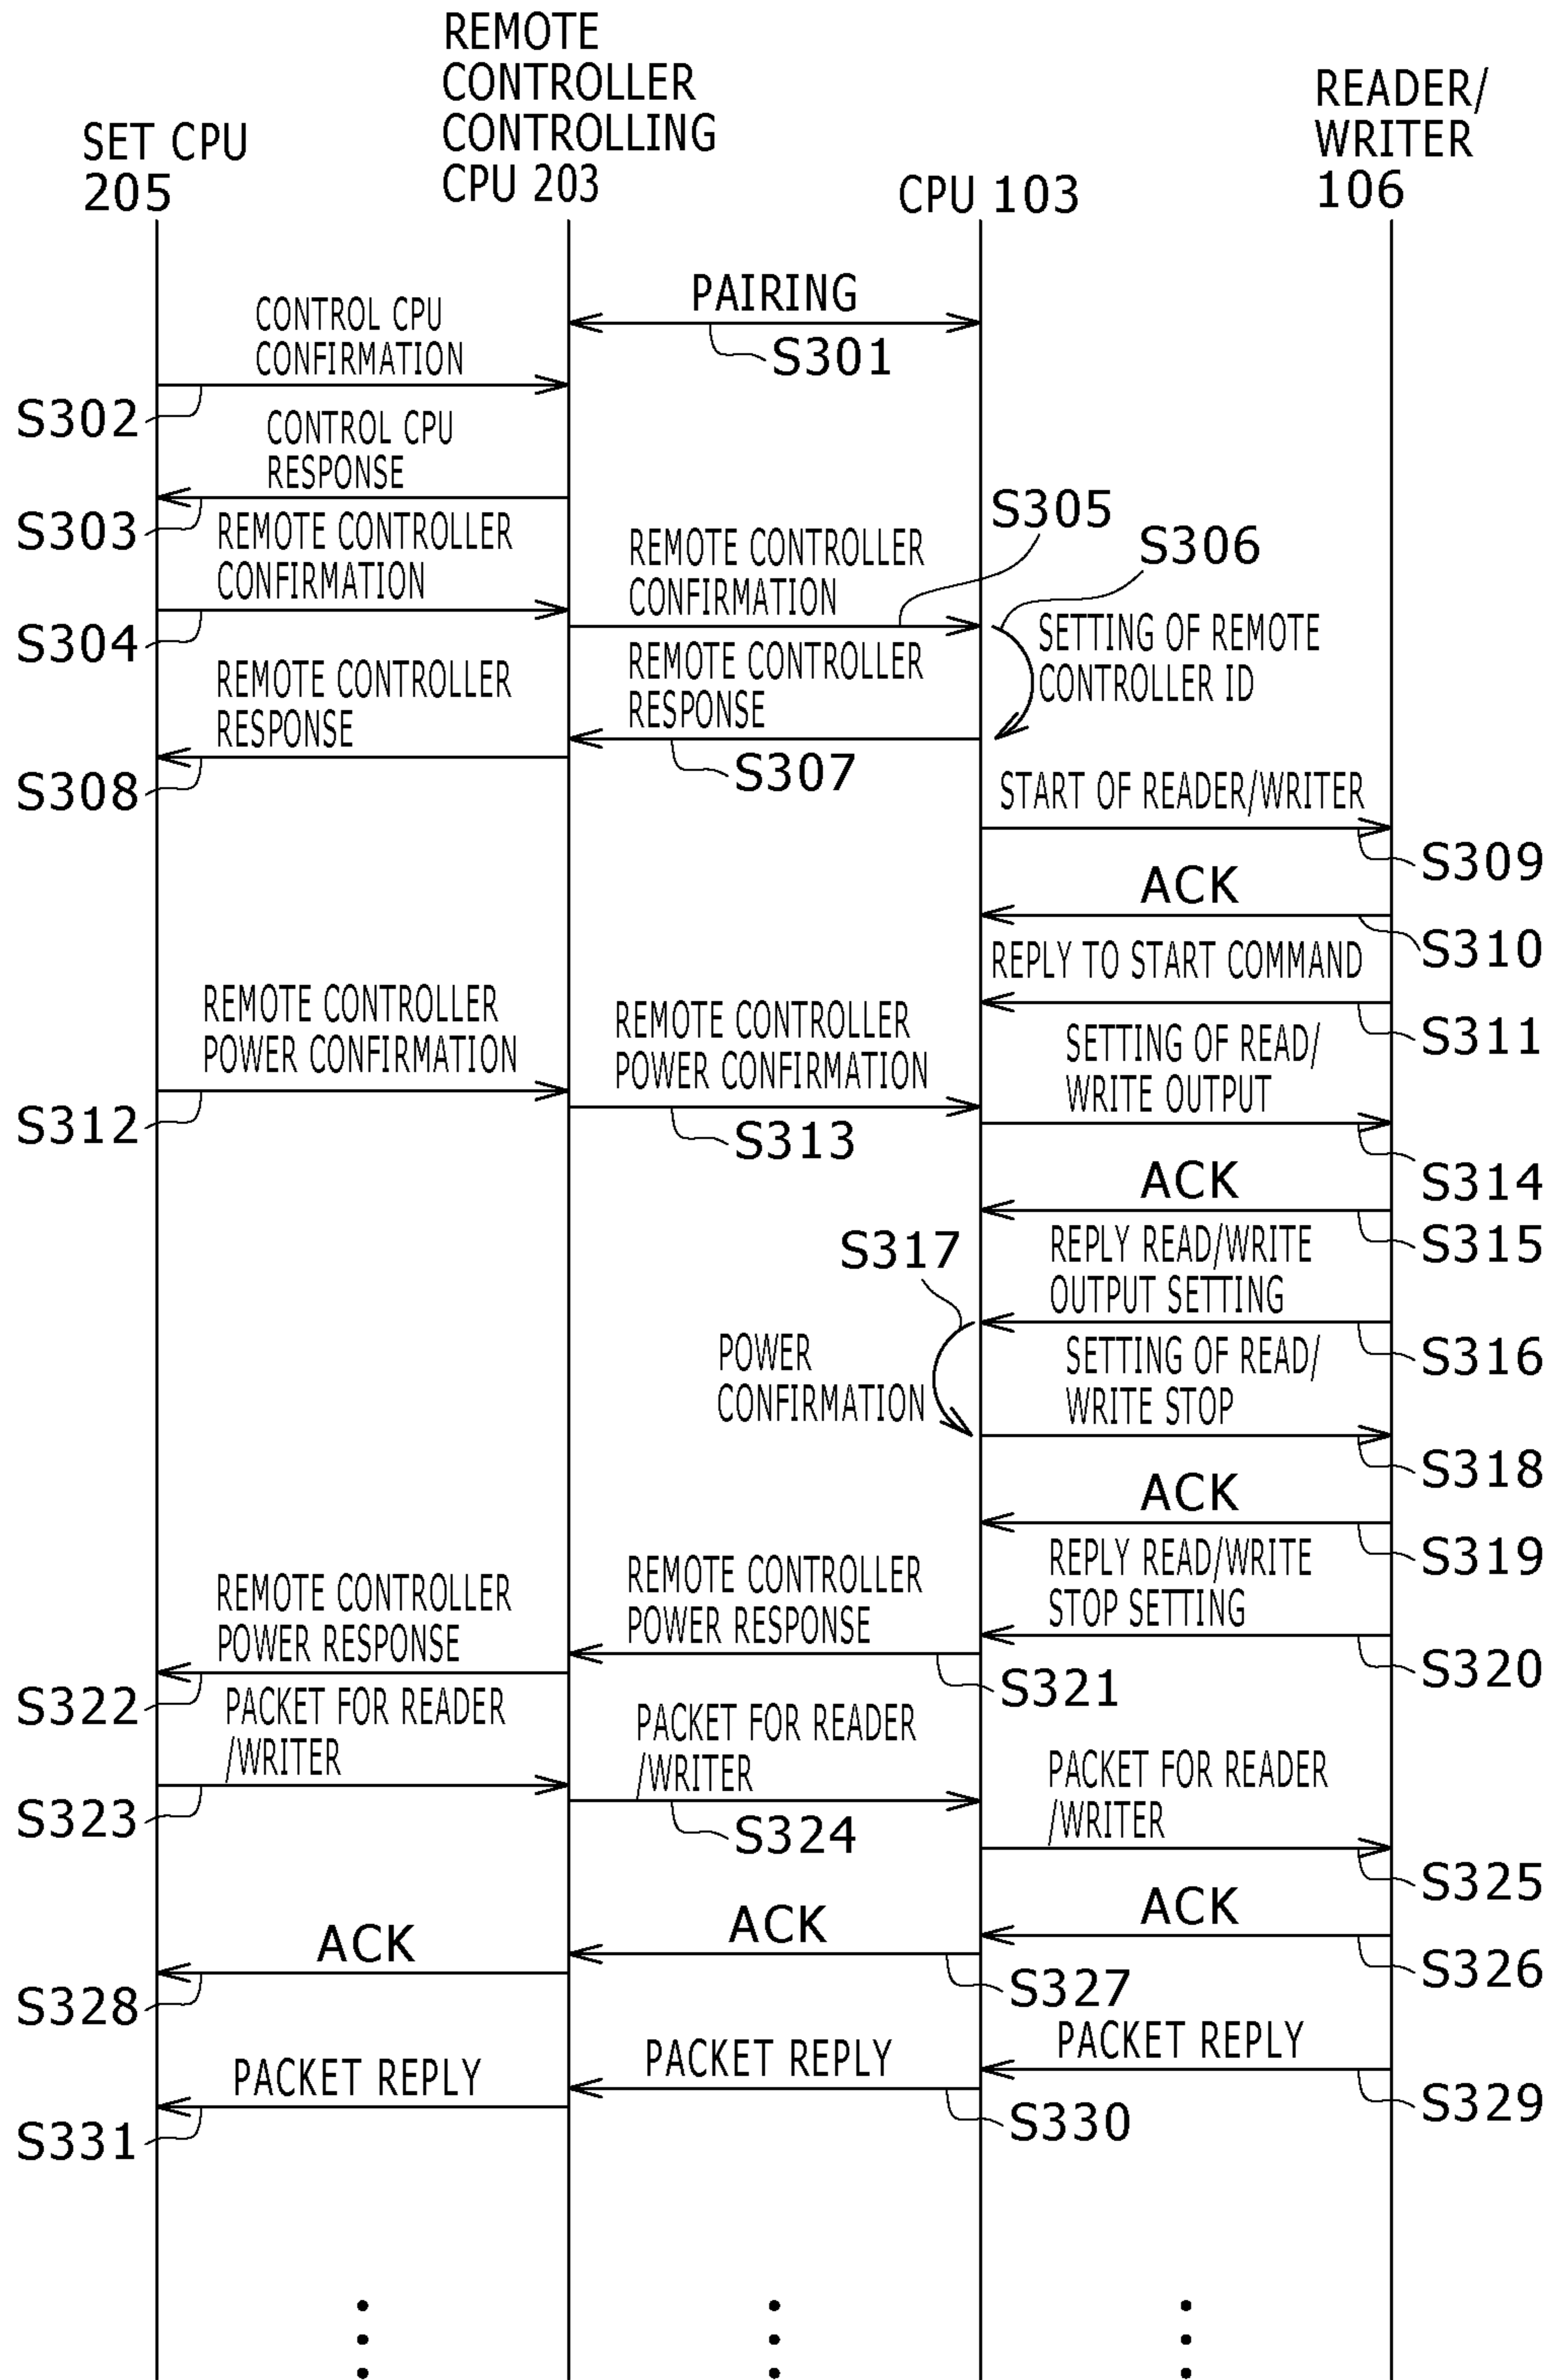 SET CPU
205
REMOTE
CONTROLLER
CONTROLLING
CPU 203
CPU 103
READER/
WRITER
106
PAIRING
S301
CONTROL CPU
CONFIRMATION
S302
CONTROL CPU
RESPONSE
S303
REMOTE CONTROLLER
CONFIRMATION
S304
REMOTE CONTROLLER
CONFIRMATION
S305
S306
SETTING OF REMOTE
CONTROLLER ID
REMOTE CONTROLLER
RESPONSE
S307
REMOTE CONTROLLER
RESPONSE
S308
START OF READER/WRITER
S309
ACK
S310
REPLY TO START COMMAND
S311
REMOTE CONTROLLER
POWER CONFIRMATION
S312
REMOTE CONTROLLER
POWER CONFIRMATION
S313
SETTING OF READ/
WRITE OUTPUT
S314
ACK
S315
REPLY READ/WRITE
OUTPUT SETTING
S316
S317
POWER
CONFIRMATION
SETTING OF READ/
WRITE STOP
S318
ACK
S319
REPLY READ/WRITE
STOP SETTING
S320
REMOTE CONTROLLER
POWER RESPONSE
S321
REMOTE CONTROLLER
POWER RESPONSE
S322
PACKET FOR READER
/WRITER
S323
PACKET FOR READER
/WRITER
S324
PACKET FOR READER
/WRITER
S325
ACK
S326
ACK
S327
ACK
S328
PACKET REPLY
S329
PACKET REPLY
S330
PACKET REPLY
S331